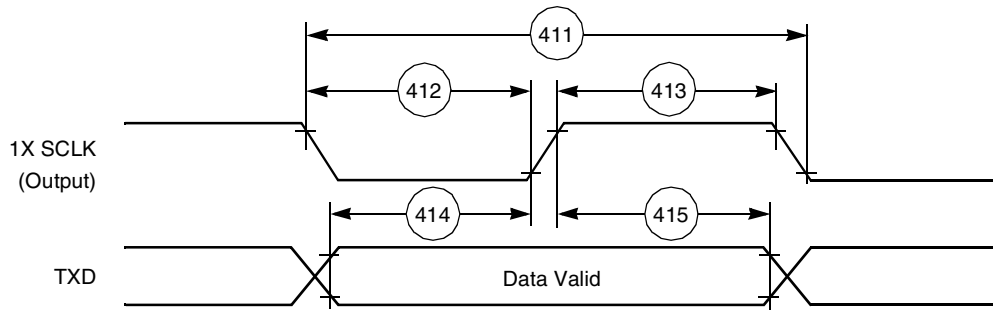 411
412
413
1X SCLK
(Output)
414
415
TXD
Data Valid